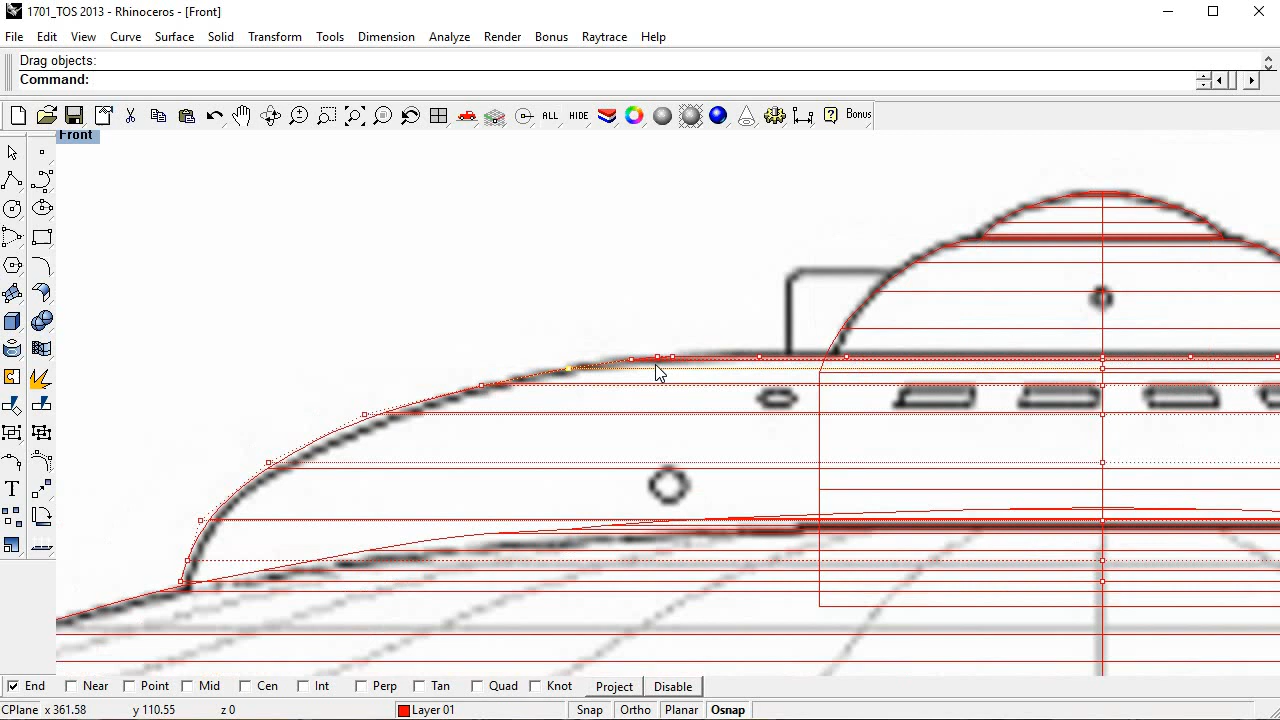 1701_TOS 2013 - Rhinoceros - [Front]
File Edit View Curve Surface Solid Transform Tools Dimension Analyze Render Bonus Raytrace Help
Drag objects:
Command:
ALL HIDE Bonus
Front
T
End Near Point Mid Cen Int Perp Tan Quad Knot Project Disable
CPlane x 361.58 y 110.55 z 0 Layer 01 Snap Ortho Planar Osnap